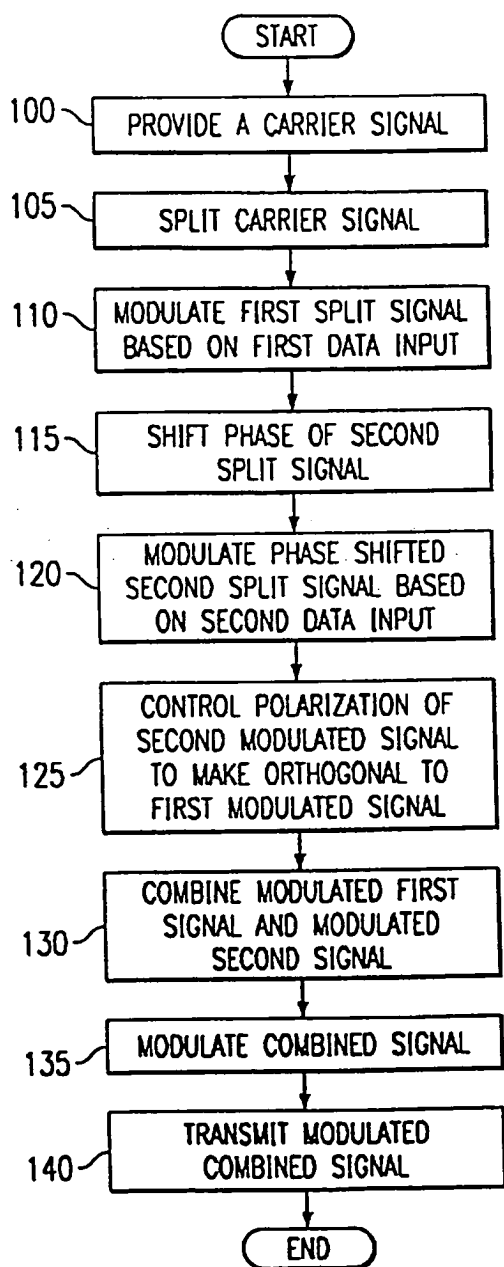 START
100
PROVIDE A CARRIER SIGNAL
105
SPLIT CARRIER SIGNAL
110
MODULATE FIRST SPLIT SIGNAL
BASED ON FIRST DATA INPUT
115
SHIFT PHASE OF SECOND
SPLIT SIGNAL
120
MODULATE PHASE SHIFTED
SECOND SPLIT SIGNAL BASED
ON SECOND DATA INPUT
125
CONTROL POLARIZATION OF
SECOND MODULATED SIGNAL
TO MAKE ORTHOGONAL TO
FIRST MODULATED SIGNAL
130
COMBINE MODULATED FIRST
SIGNAL AND MODULATED
SECOND SIGNAL
135
MODULATE COMBINED SIGNAL
140
TRANSMIT MODULATED
COMBINED SIGNAL
END